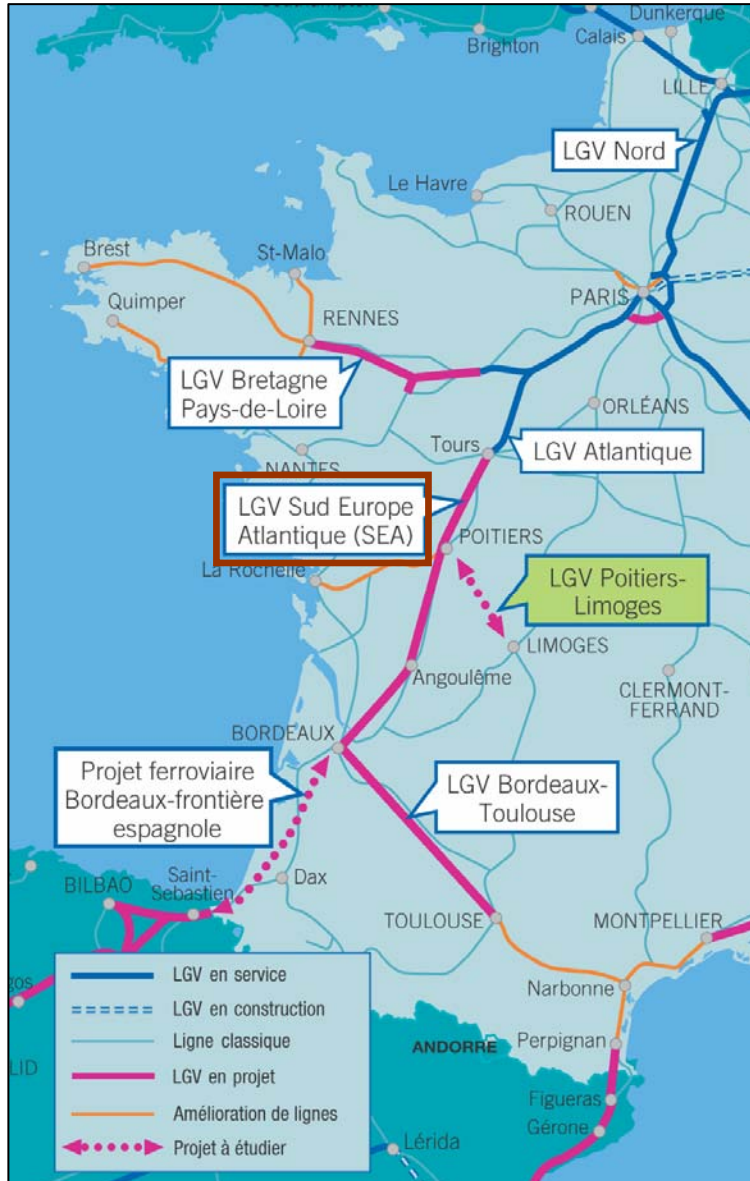 Dunkerque
Calais
Brighton
LILLE
LGV Nord
Le Havre
ROUEN
Brest
St-Malo
PARIS
Quimper
RENNES
LGV Bretagne
Pays-de-Loire
ORLÉANS
Tours
LGV Atlantique
NANTES
LGV Sud Europe
Atlantique (SEA)
POITIERS
La Rochelle
LGV Poitiers-
Limoges
LIMOGES
Angoulême
CLERMONT-
FERRAND
BORDEAUX
Projet ferroviaire
Bordeaux-frontière
espagnole
LGV Bordeaux-
Toulouse
Dax
BILBAO
Saint-
Sebastien
TOULOUSE
MONTPELLIER
gos
LGV en service
LGV en construction
Ligne classique
LGV en projet
Amélioration de lignes
Projet à étudier
Narbonne
ANDORRE
Perpignan
LID
Figueras
Gérone
Lérida